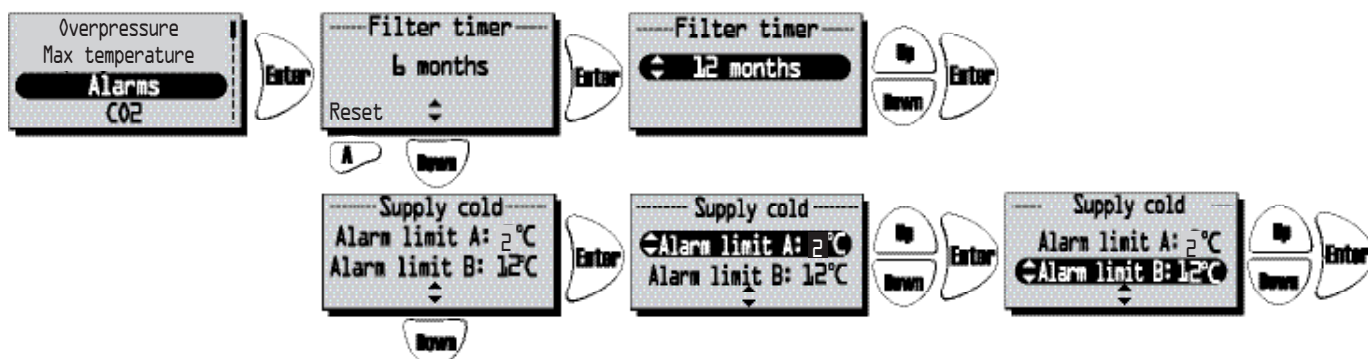 Overpressure
Max temperature
Alarms
CO2
Enter
Filter timer
6 months
Reset
A
Down
Enter
Filter timer
12 months
Up
Down
Enter
Supply cold
Alarm limit A: 2°C
Alarm limit B: 12°C
Down
Enter
Supply cold
Alarm limit A: 2°C
Alarm limit B: 12°C
Up
Down
Enter
Supply cold
Alarm limit A: 2°C
Alarm limit B: 12°C
Up
Down
Enter